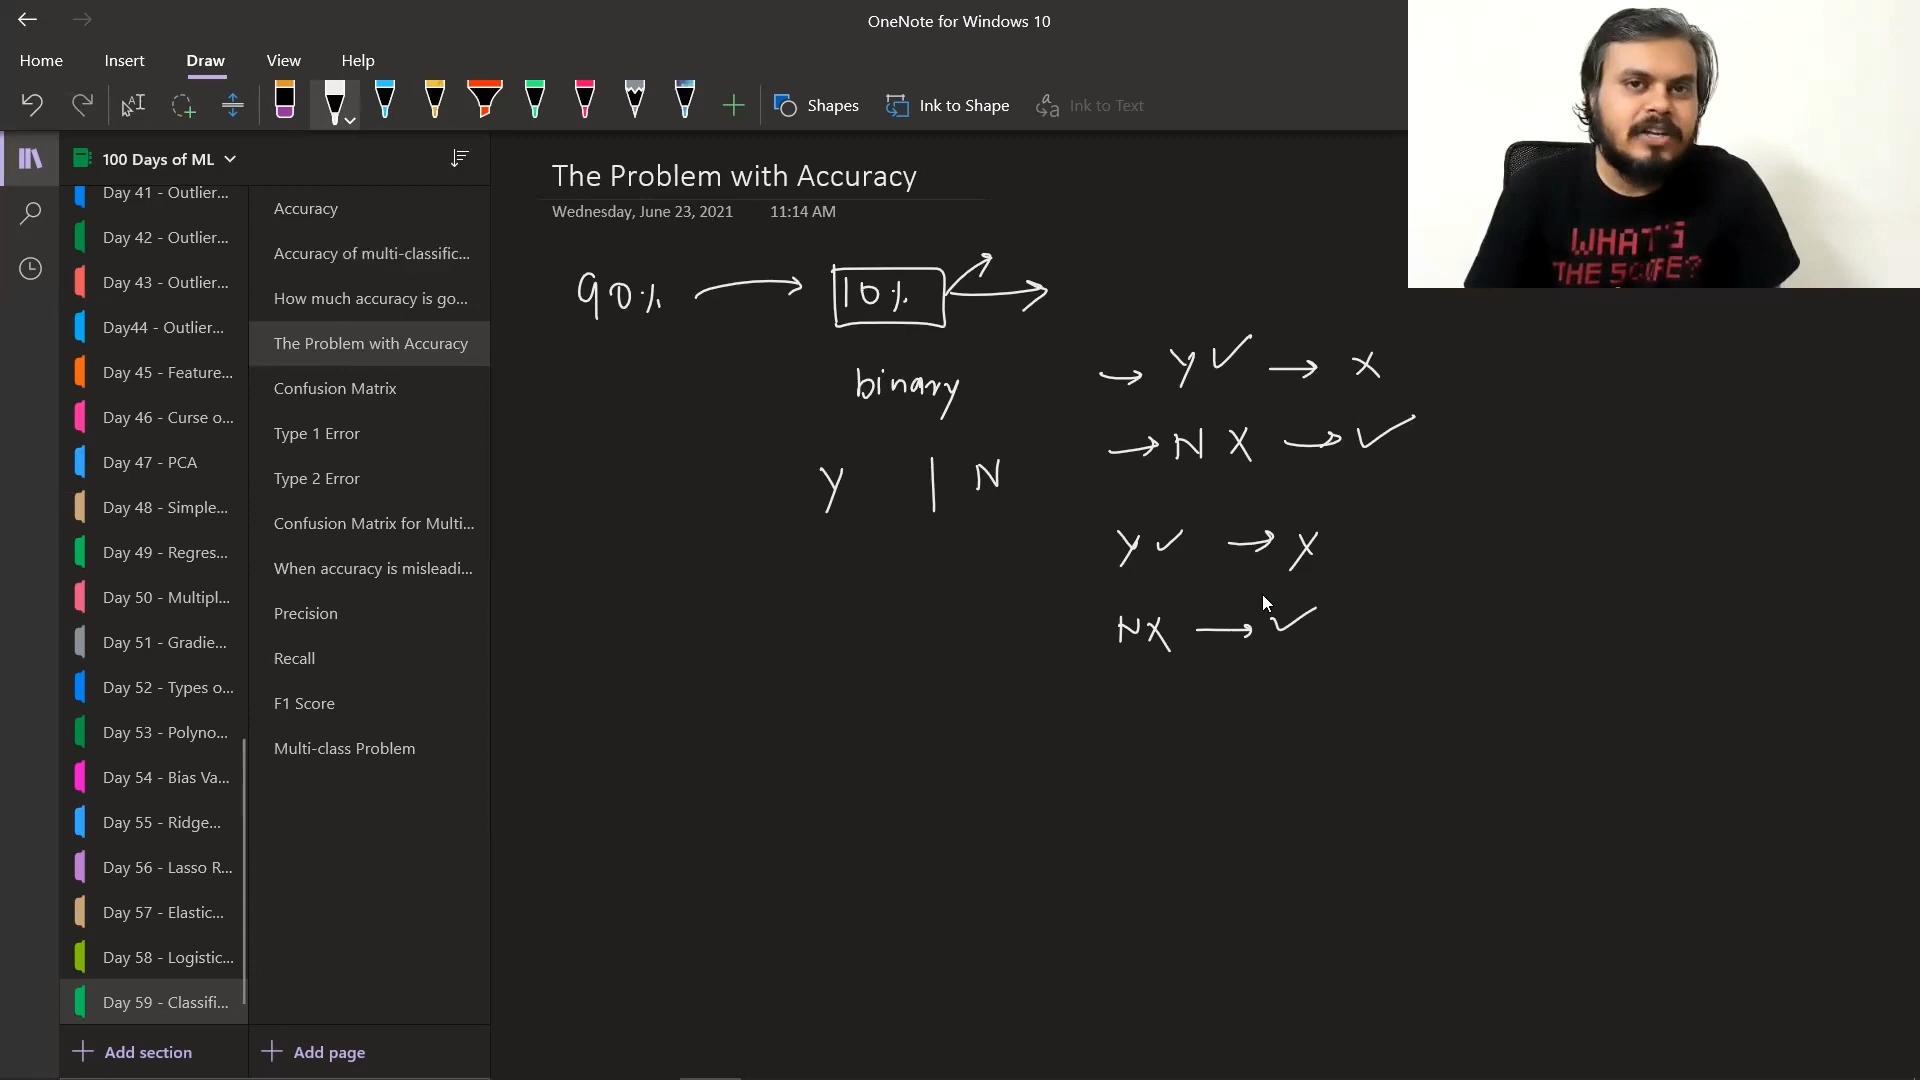 OneNote for Windows 10
Home Insert Draw View Help
Shapes Ink to Shape Ink to Text
100 Days of ML
Day 41 - Outlier...
Day 42 - Outlier...
Day 43 - Outlier...
Day44 - Outlier...
Day 45 - Feature...
Day 46 - Curse o...
Day 47 - PCA
Day 48 - Simple...
Day 49 - Regres...
Day 50 - Multipl...
Day 51 - Gradie...
Day 52 - Types o...
Day 53 - Polyno...
Day 54 - Bias Va...
Day 55 - Ridge...
Day 56 - Lasso R...
Day 57 - Elastic...
Day 58 - Logistic...
Day 59 - Classifi...
Add section
Accuracy
Accuracy of multi-classific...
How much accuracy is go...
The Problem with Accuracy
Confusion Matrix
Type 1 Error
Type 2 Error
Confusion Matrix for Multi...
When accuracy is misleadi...
Precision
Recall
F1 Score
Multi-class Problem
Add page
The Problem with Accuracy
Wednesday, June 23, 2021 11:14 AM
90% → 10% →
binary
Y | N
→ Y ✓ → X
→ N X → ✓
Y ✓ → X
N X → ✓
WHAT'S
THE SCOPE?